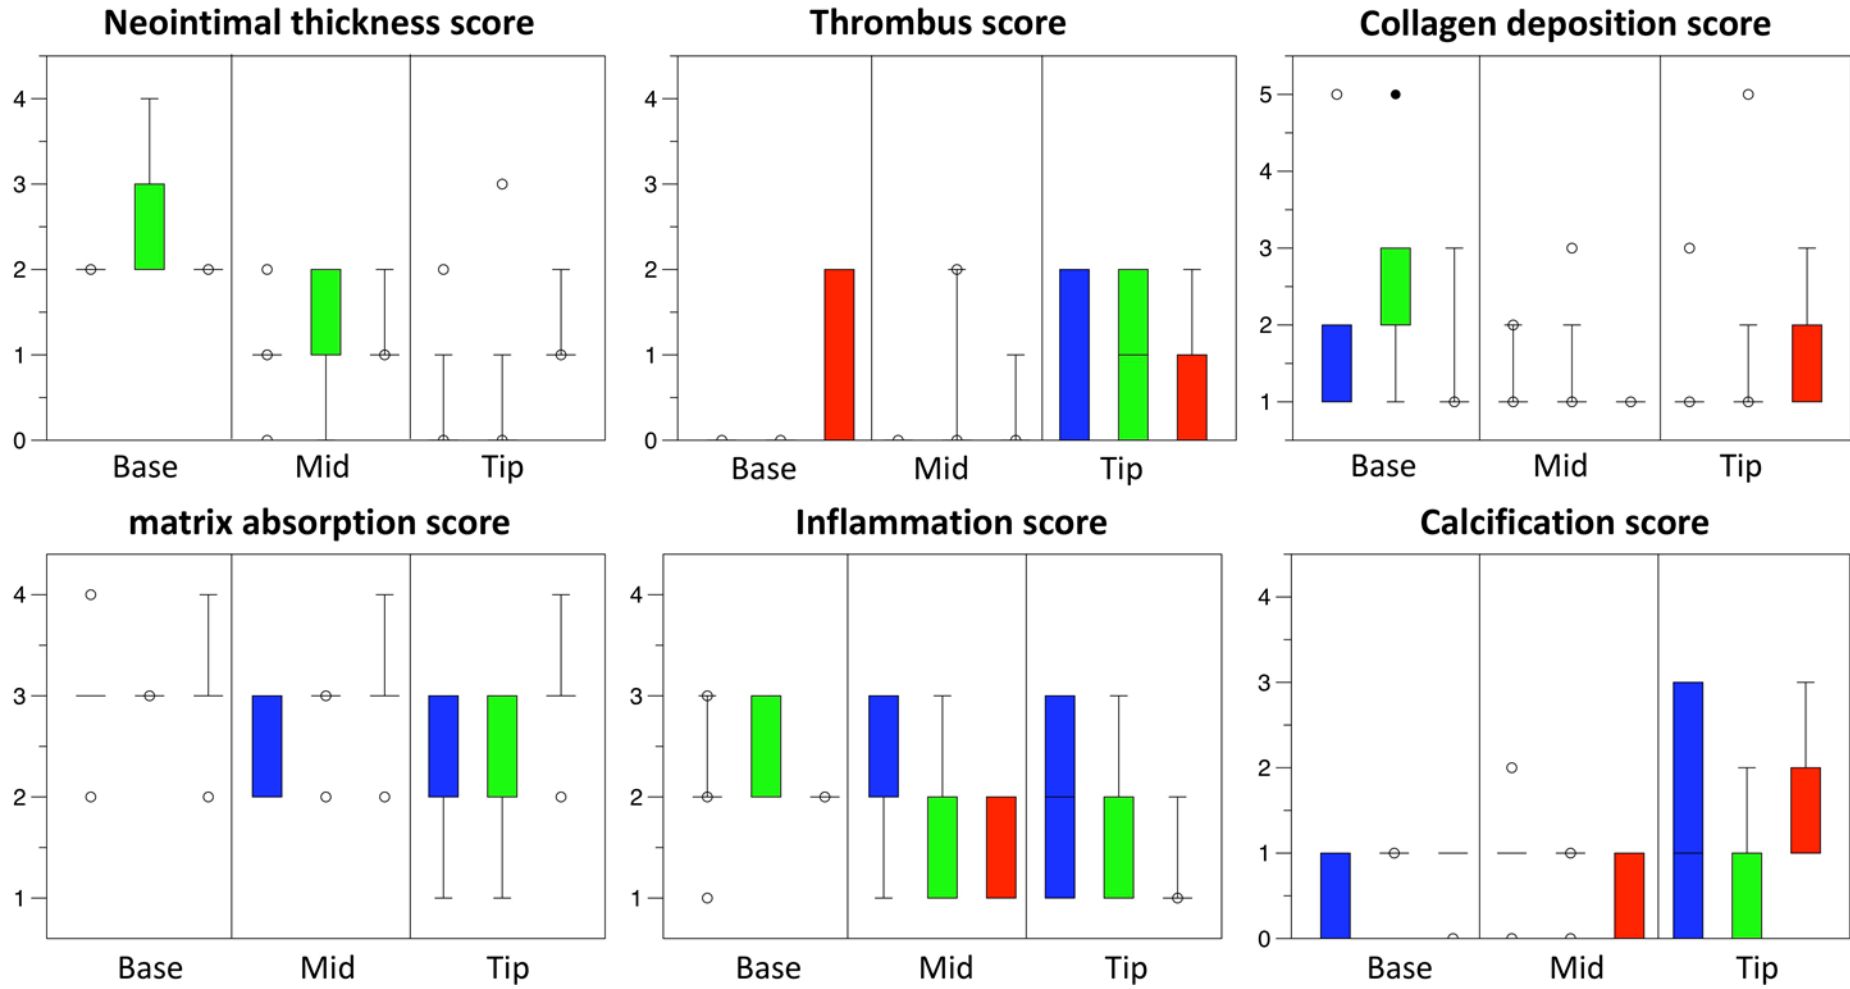 Neointimal thickness score
Thrombus score
Collagen deposition score
4
3
2
1
0
Base Mid Tip
4
3
2
1
0
Base Mid Tip
5
4
3
2
1
Base Mid Tip
matrix absorption score
Inflammation score
Calcification score
4
3
2
1
Base Mid Tip
4
3
2
1
Base Mid Tip
4
3
2
1
0
Base Mid Tip